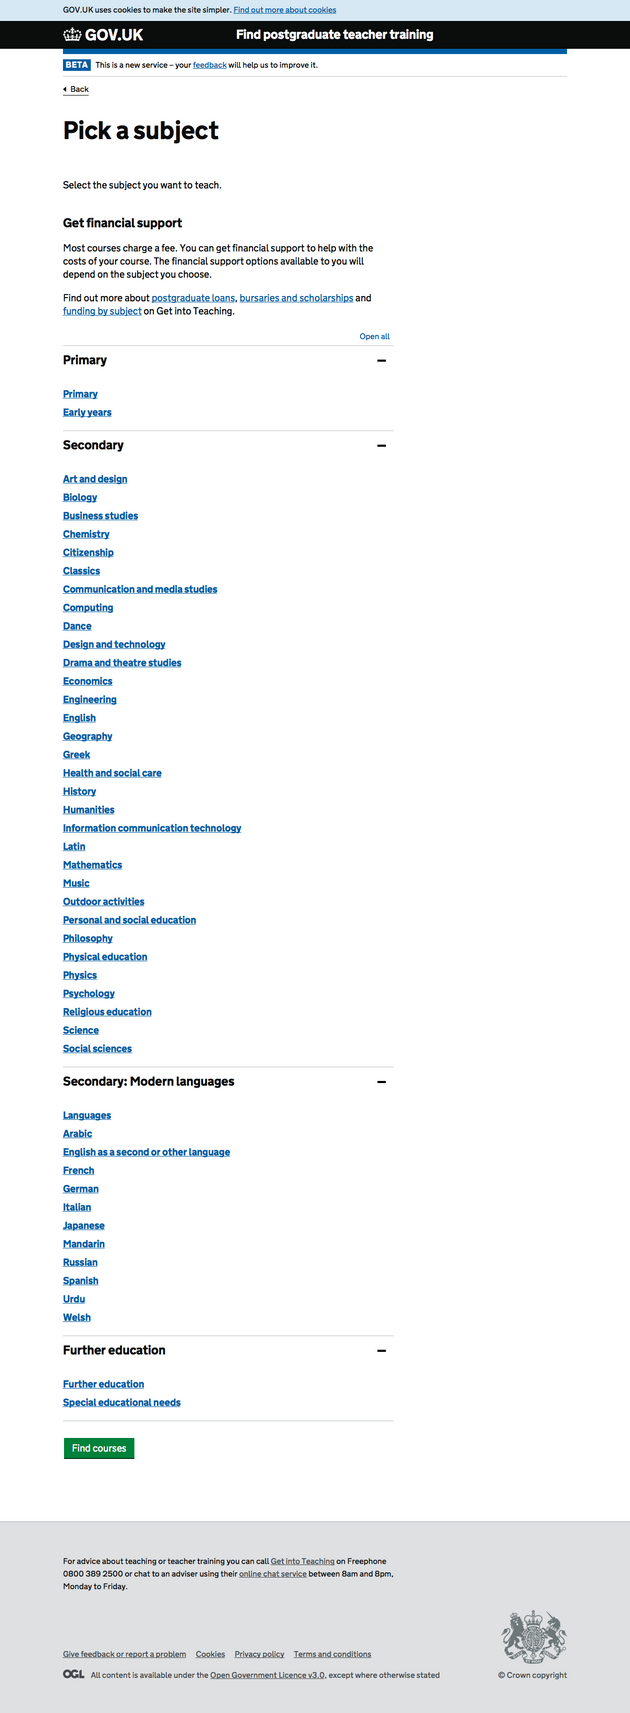 GOV.UK uses cookies to make the site simpler. Find out more about cookies
GOV.UK Find postgraduate teacher training
BETA This is a new service – your feedback will help us to improve it.
Back
Pick a subject
Select the subject you want to teach.
Get financial support
Most courses charge a fee. You can get financial support to help with the
costs of your course. The financial support options available to you will
depend on the subject you choose.
Find out more about postgraduate loans, bursaries and scholarships and
funding by subject on Get into Teaching.
Open all
Primary
Primary
Early years
Secondary
Art and design
Biology
Business studies
Chemistry
Citizenship
Classics
Communication and media studies
Computing
Dance
Design and technology
Drama and theatre studies
Economics
Engineering
English
Geography
Greek
Health and social care
History
Humanities
Information communication technology
Latin
Mathematics
Music
Outdoor activities
Personal and social education
Philosophy
Physical education
Physics
Psychology
Religious education
Science
Social sciences
Secondary: Modern languages
Languages
Arabic
English as a second or other language
French
German
Italian
Japanese
Mandarin
Russian
Spanish
Urdu
Welsh
Further education
Further education
Special educational needs
Find courses
For advice about teaching or teacher training you can call Get into Teaching on Freephone
0800 389 2500 or chat to an adviser using their online chat service between 8am and 8pm,
Monday to Friday.
Give feedback or report a problem Cookies Privacy policy Terms and conditions
OGL All content is available under the Open Government Licence v3.0, except where otherwise stated
© Crown copyright